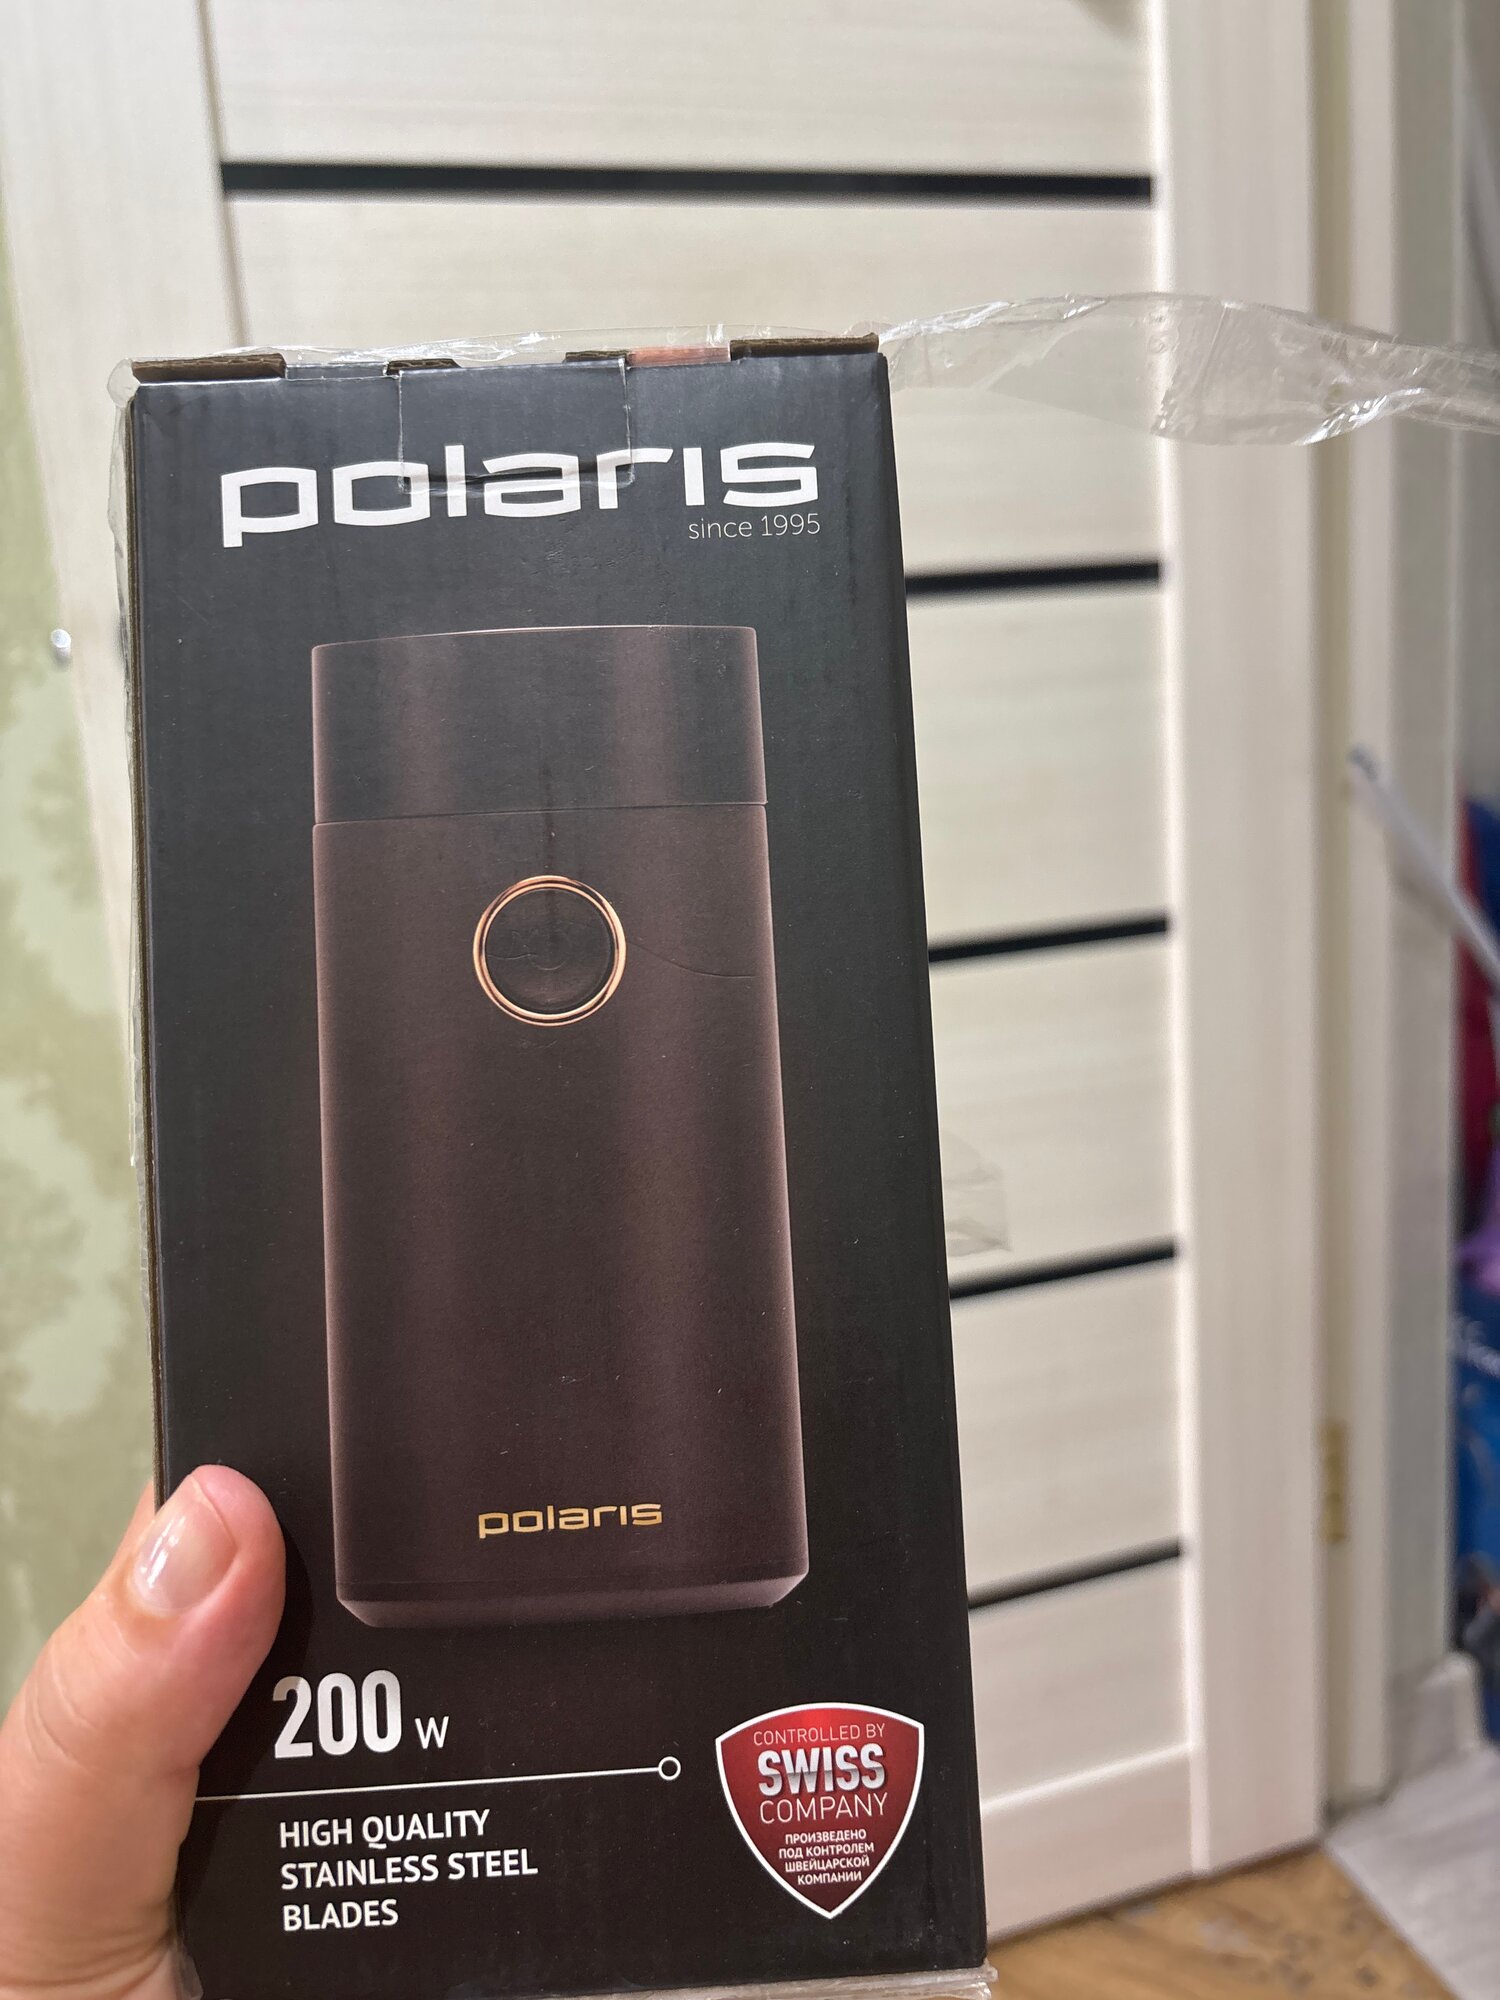 polaris
since 1995
polaris
200 W
HIGH QUALITY
STAINLESS STEEL
BLADES
CONTROLLED BY
SWISS
COMPANY
ПРОИЗВЕДЕНО
ПОД КОНТРОЛЕМ
ШВЕЙЦАРСКОЙ
КОМПАНИИ